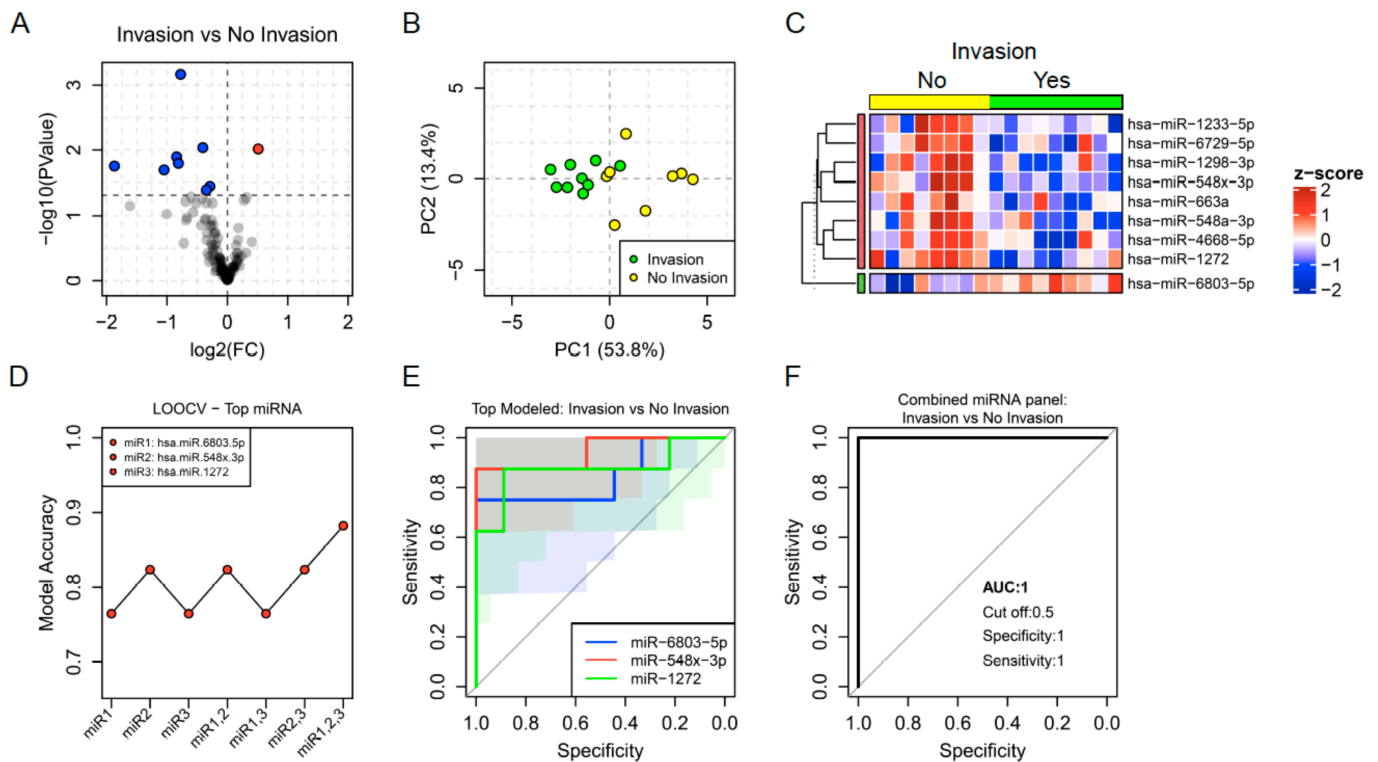 A
Invasion vs No Invasion
−log10(PValue)
3
2
1
0
−2
−1
0
1
2
log2(FC)
B
PC2 (13.4%)
5
0
−5
−5
0
5
PC1 (53.8%)
Invasion
No Invasion
C
Invasion
No
Yes
hsa−miR−1233−5p
hsa−miR−6729−5p
hsa−miR−1298−3p
hsa−miR−548x−3p
hsa−miR−663a
hsa−miR−548a−3p
hsa−miR−4668−5p
hsa−miR−1272
hsa−miR−6803−5p
z−score
2
1
0
−1
−2
D
LOOCV − Top miRNA
miR1: hsa.miR.6803.5p
miR2: hsa.miR.548x.3p
miR3: hsa.miR.1272
Model Accuracy
1.0
0.9
0.8
0.7
miR1
miR2
miR3
miR1,2
miR1,3
miR2,3
miR1,2,3
E
Top Modeled: Invasion vs No Invasion
Sensitivity
1.0
0.8
0.6
0.4
0.2
0.0
miR−6803−5p
miR−548x−3p
miR−1272
1.0
0.8
0.6
0.4
0.2
0.0
Specificity
F
Combined miRNA panel:
Invasion vs No Invasion
Sensitivity
1.0
0.8
0.6
0.4
0.2
0.0
AUC:1
Cut off:0.5
Specificity:1
Sensitivity:1
1.0
0.8
0.6
0.4
0.2
0.0
Specificity